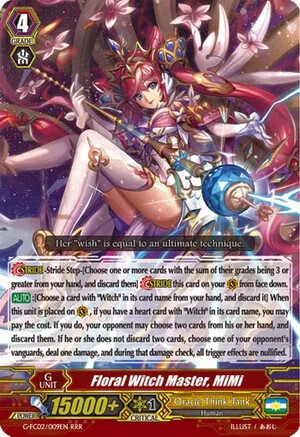 4
GRADE
Her "wish" is equal to an ultimate technique.
STRIDE -Stride Step-[Choose one or more cards with the sum of their grades being 3 or
greater from your hand, and discard them] STRIDE this card on your from face down.
AUTO :[Choose a card with "Witch" in its card name from your hand, and discard it] When
this unit is placed on , if you have a heart card with "Witch" in its card name, you may
pay the cost. If you do, your opponent may choose two cards from his or her hand, and
discard them. If he or she does not discard two cards, choose one of your opponent's
vanguards, deal one damage, and during that damage check, all trigger effects are nullified.
G
UNIT
Floral Witch Master, MiMi
POWER
15000+
1
CRITICAL
Oracle Think Tank
Human
G-FC02/009EN RRR
ILLUST / あおじ